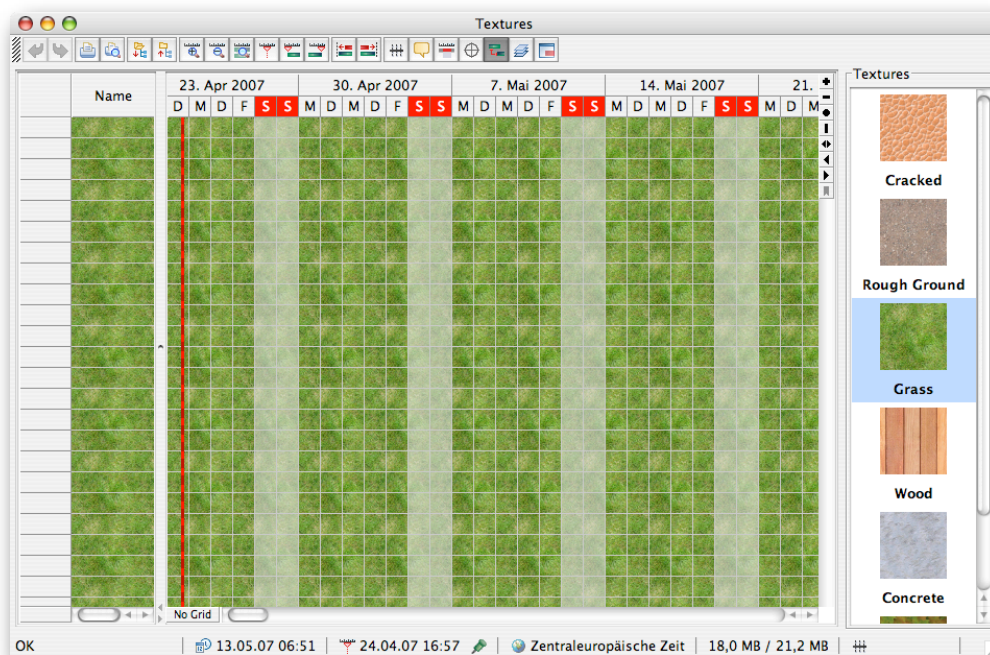 Textures
Name
23. Apr 2007 30. Apr 2007 7. Mai 2007 14. Mai 2007 21.
D M D F S S M D M D F S S M D M D F S S M D M D F S S M D M
Textures
Cracked
Rough Ground
Grass
Wood
Concrete
No Grid
OK 13.05.07 06:51 24.04.07 16:57 Zentraleuropäische Zeit 18,0 MB / 21,2 MB